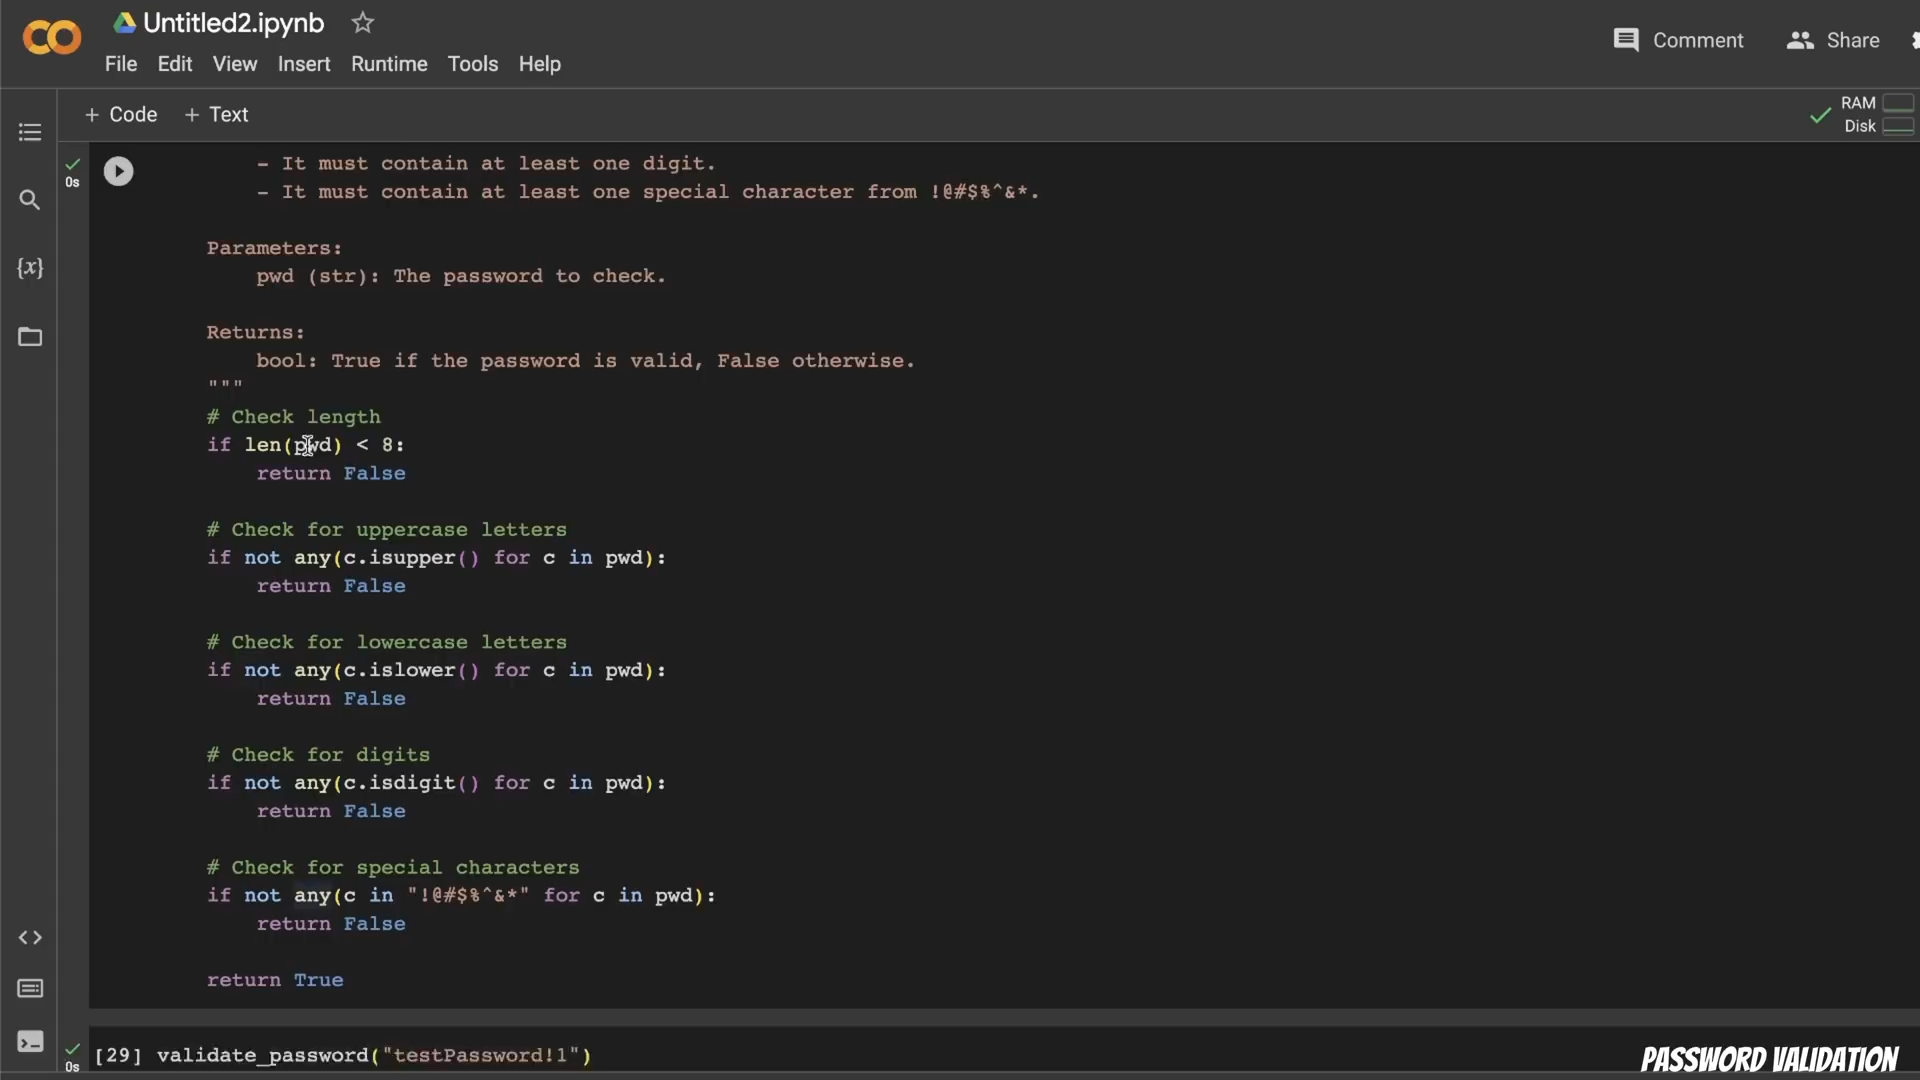 Untitled2.ipynb
Comment
Share
File Edit View Insert Runtime Tools Help
+ Code + Text
RAM
Disk
0s
- It must contain at least one digit.
- It must contain at least one special character from !@#$%^&*.
Parameters:
pwd (str): The password to check.
Returns:
bool: True if the password is valid, False otherwise.
"""
# Check length
if len(pwd) < 8:
return False
# Check for uppercase letters
if not any(c.isupper() for c in pwd):
return False
# Check for lowercase letters
if not any(c.islower() for c in pwd):
return False
# Check for digits
if not any(c.isdigit() for c in pwd):
return False
# Check for special characters
if not any(c in "!@#$%^&*" for c in pwd):
return False
return True
0s
[29] validate_password("testPassword!1")
PASSWORD VALIDATION